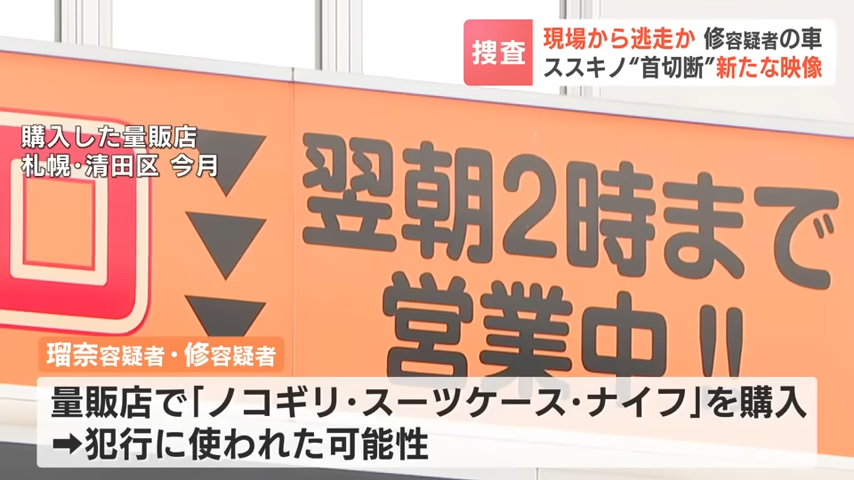 捜査
現場から逃走か 修容疑者の車
ススキノ“首切断”新たな映像
購入した量販店
札幌・清田区 今月
翌朝2時まで
営業中!!
瑠奈容疑者・修容疑者
量販店で「ノコギリ・スーツケース・ナイフ」を購入
➡犯行に使われた可能性